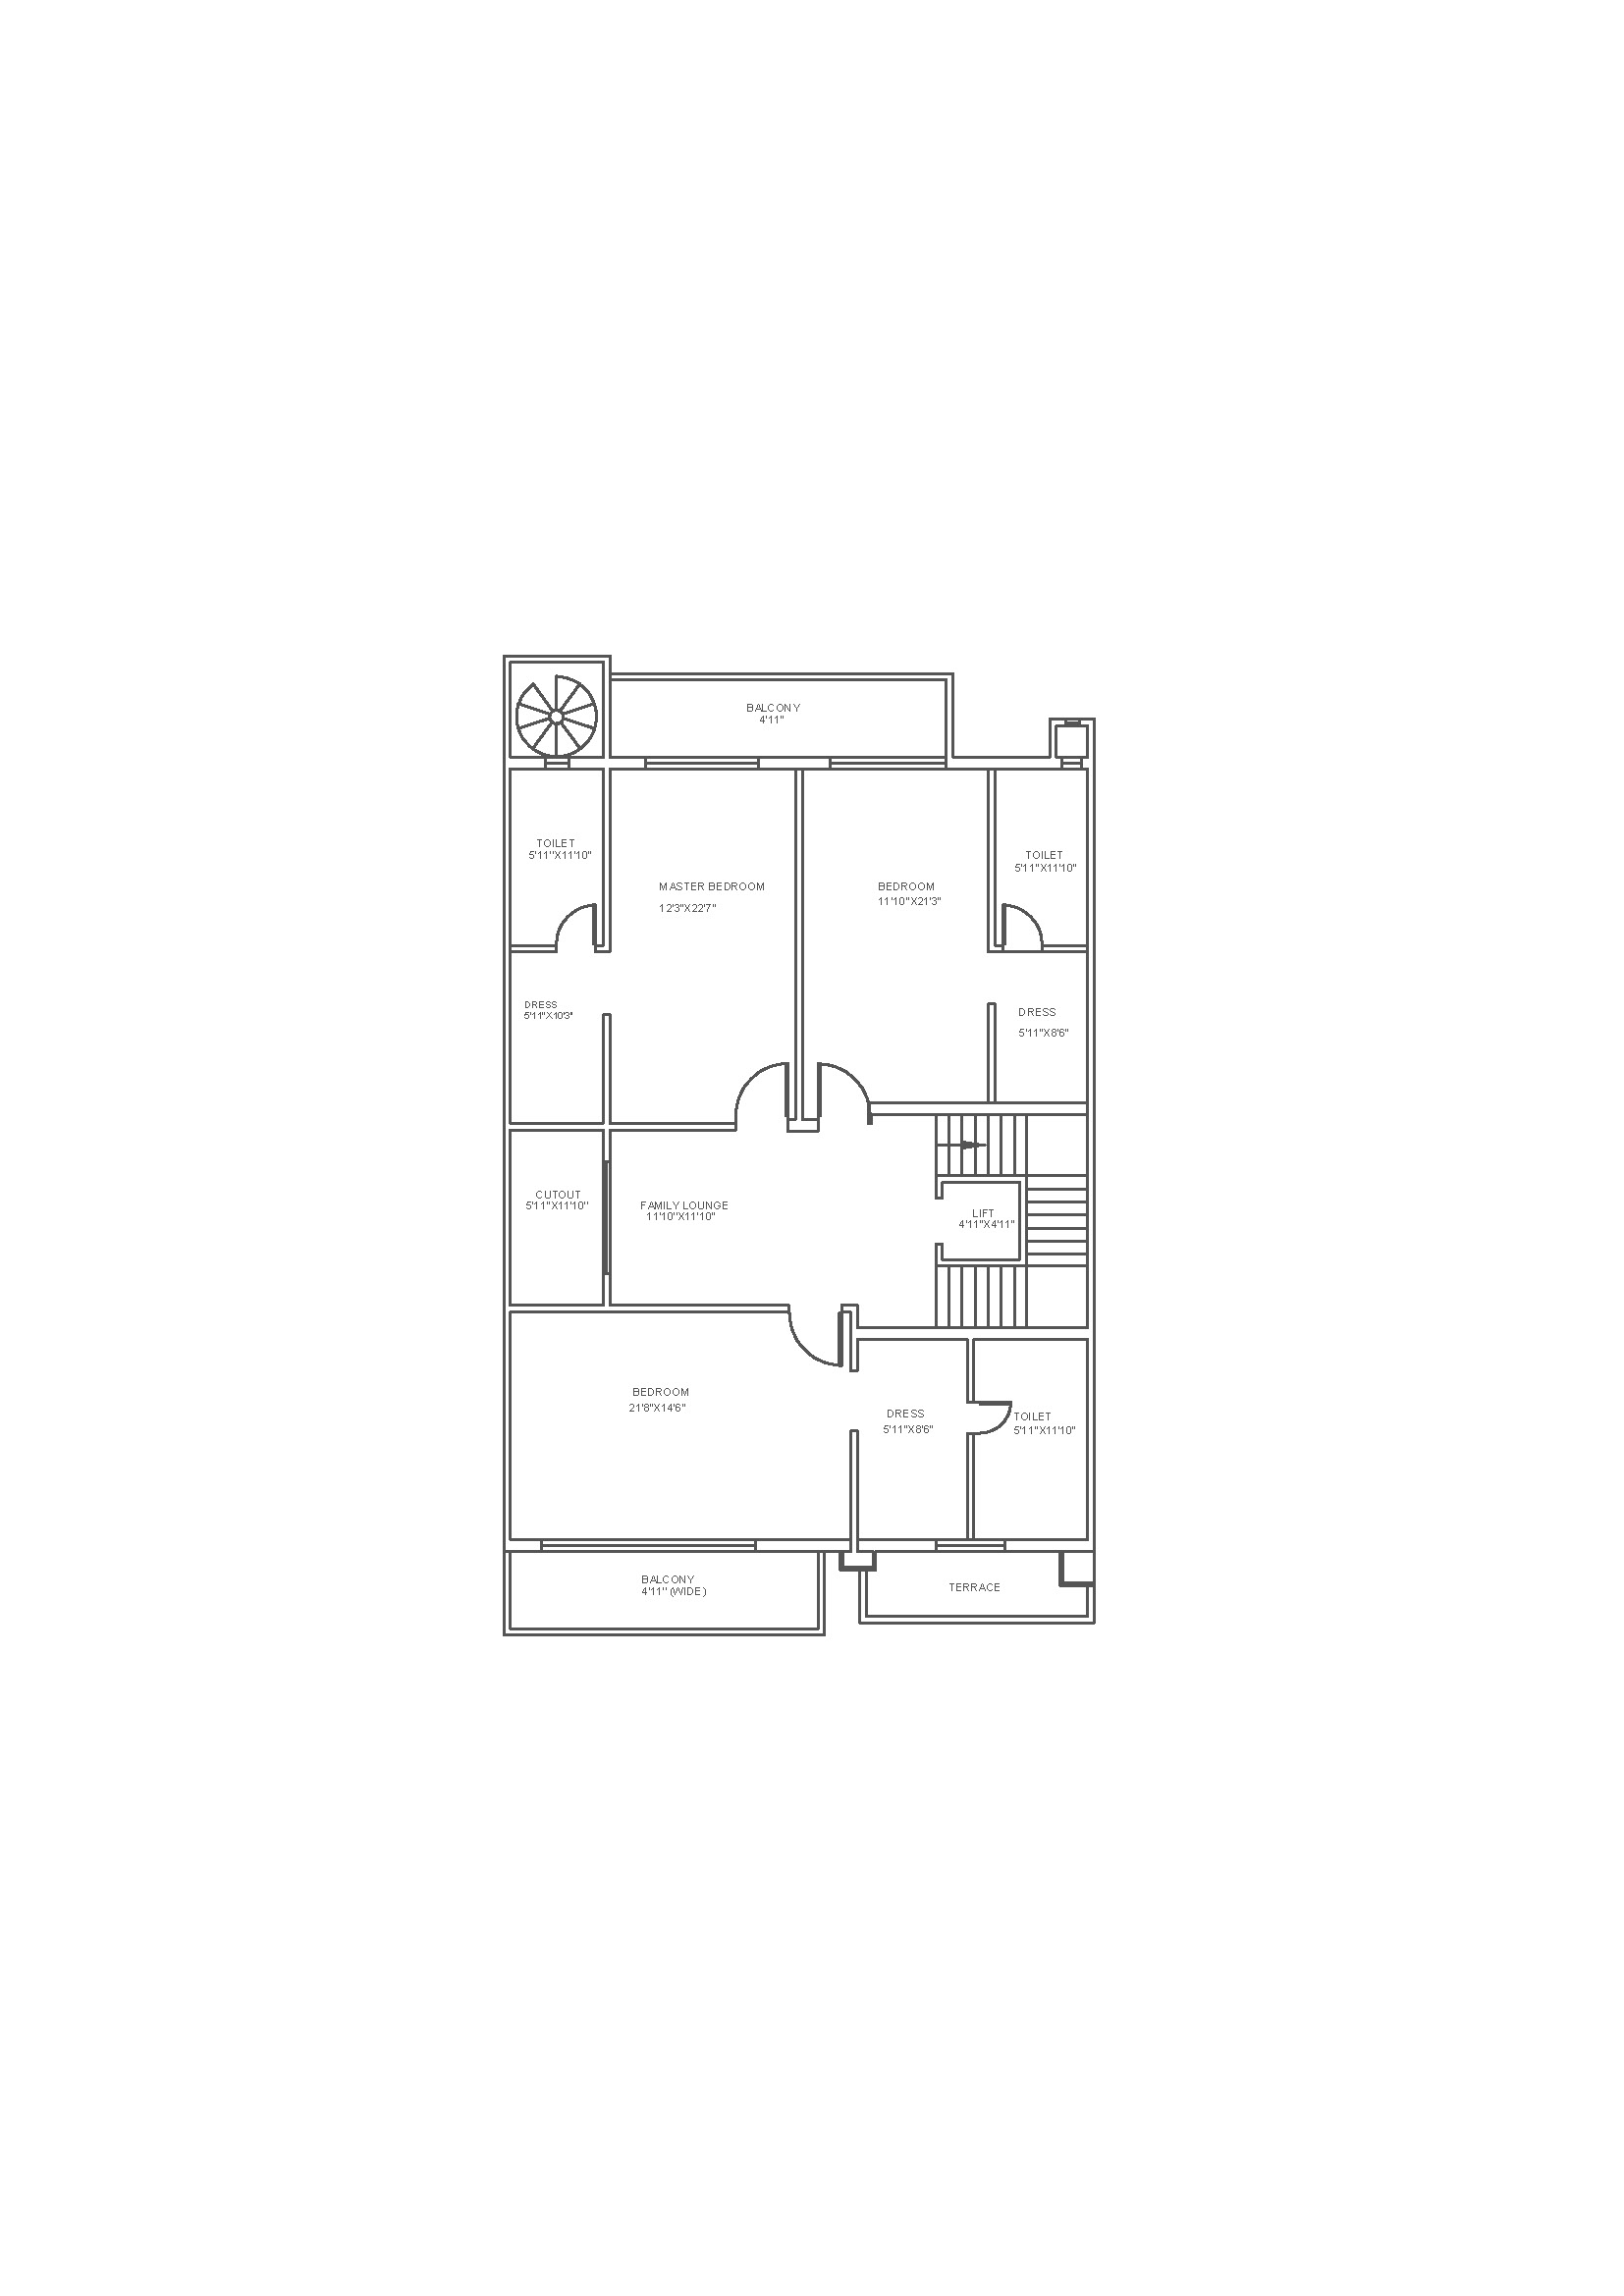 BALCONY
4'11"
TOILET
5'11"X11'10"
TOILET
5'11"X11'10"
MASTER BEDROOM
12'3"X22'7"
BEDROOM
11'10"X21'3"
DRESS
5'11"X10'3"
DRESS
5'11"X8'6"
CUTOUT
5'11"X11'10"
FAMILY LOUNGE
11'10"X11'10"
LIFT
4'11"X4'11"
BEDROOM
21'8"X14'6"
DRESS
5'11"X8'6"
TOILET
5'11"X11'10"
BALCONY
4'11" (WIDE)
TERRACE